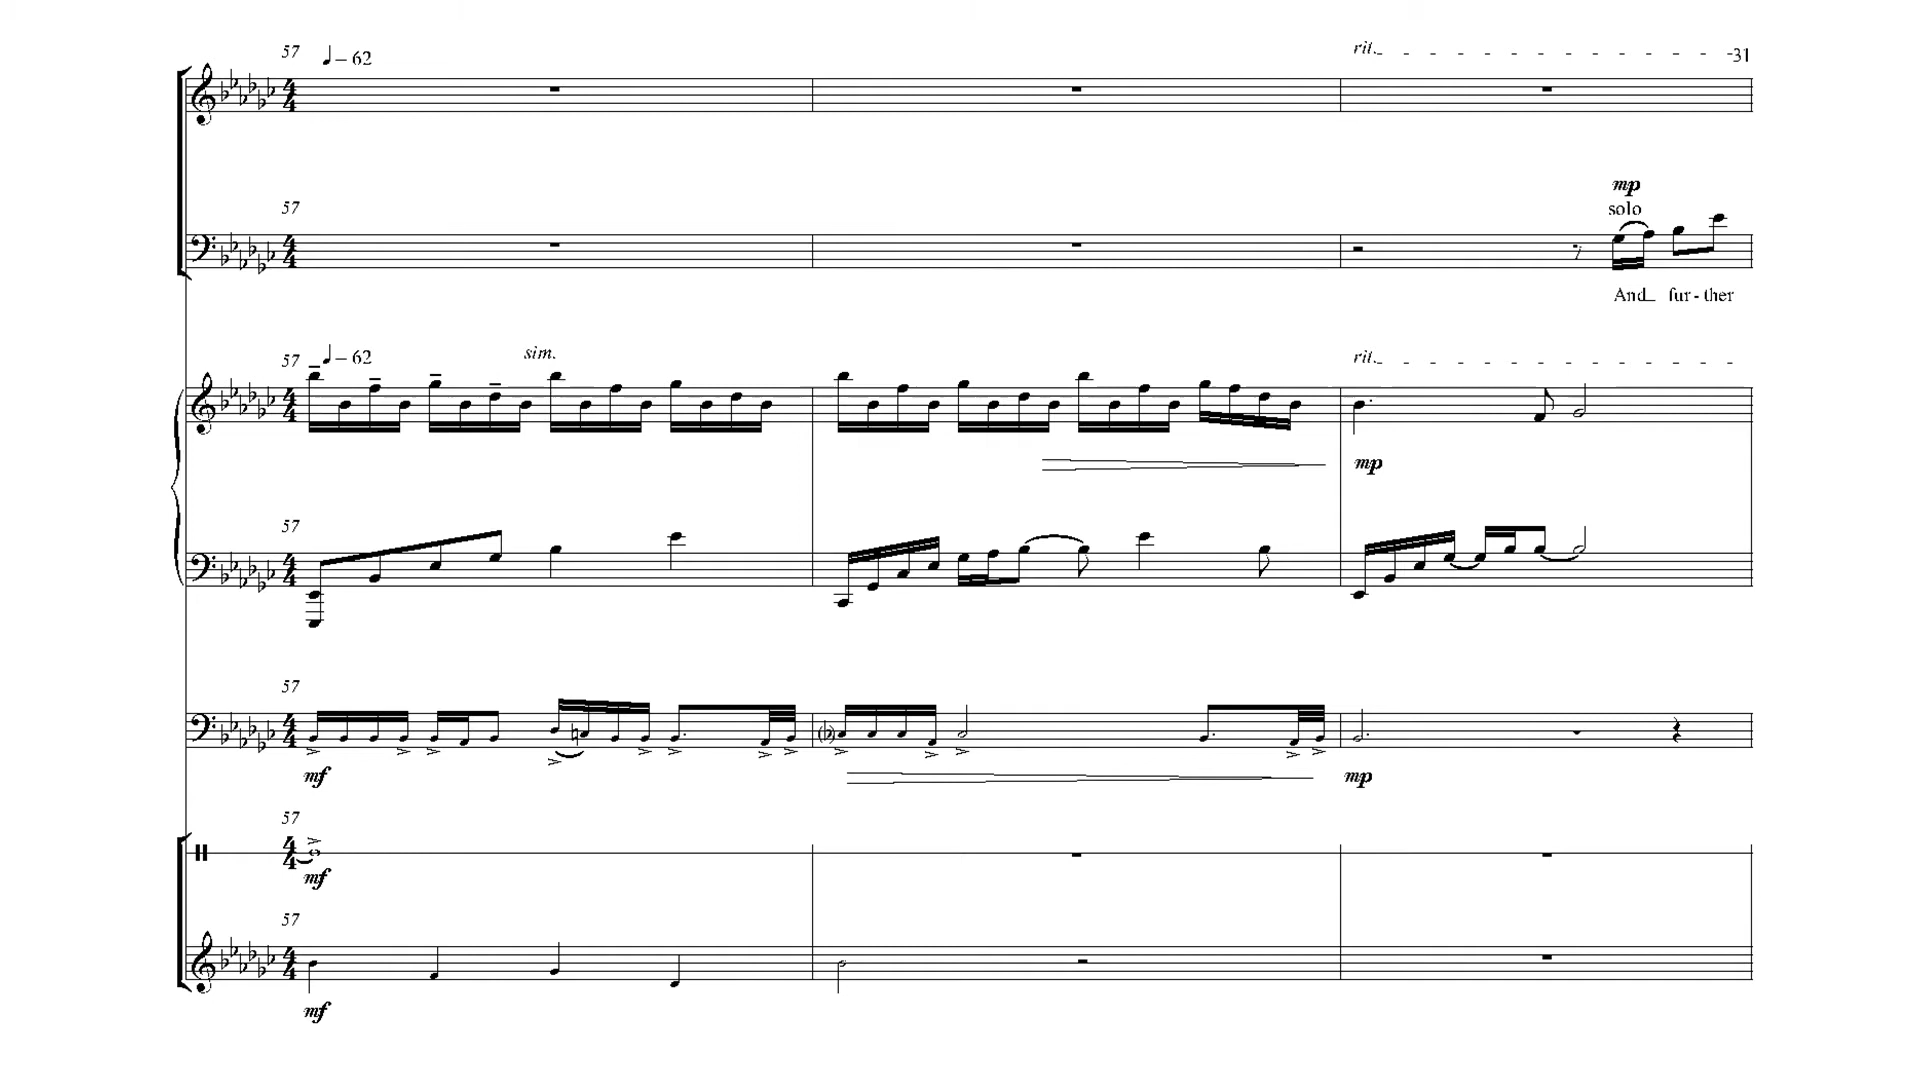 57 ♩= 62 rit. 31
mp
57 solo
And_ fur - ther
57 ♩= 62 sim. rit.
mp
57
57
mf mp
57
mf
57
mf